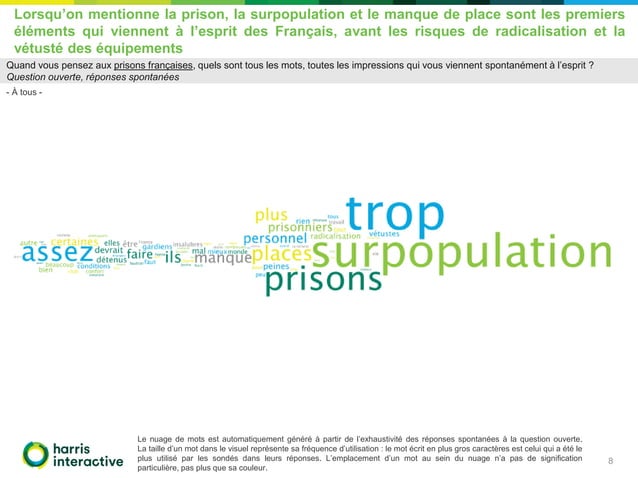 Lorsqu’on mentionne la prison, la surpopulation et le manque de place sont les premiers
éléments qui viennent à l’esprit des Français, avant les risques de radicalisation et la
vétusté des équipements
Quand vous pensez aux prisons françaises, quels sont tous les mots, toutes les impressions qui vous viennent spontanément à l’esprit ?
Question ouverte, réponses spontanées
- À tous -
trop
plus
tous
rien
travail
prisonniers
radicalisation
vétustes
personnel
autre
certaines
elles
être
gardiens
insalubres
assez
devrait
faire
mal
mieux
monde
surpopulation
détenus
ils
manque
places
beaucoup
conditions
faut
peines
bien
confort
prisons
Le nuage de mots est automatiquement généré à partir de l’exhaustivité des réponses spontanées à la question ouverte.
La taille d’un mot dans le visuel représente sa fréquence d’utilisation : le mot écrit en plus gros caractères est celui qui a été le
plus utilisé par les sondés dans leurs réponses. L’emplacement d’un mot au sein du nuage n’a pas de signification
particulière, pas plus que sa couleur.
harris
interactive
8